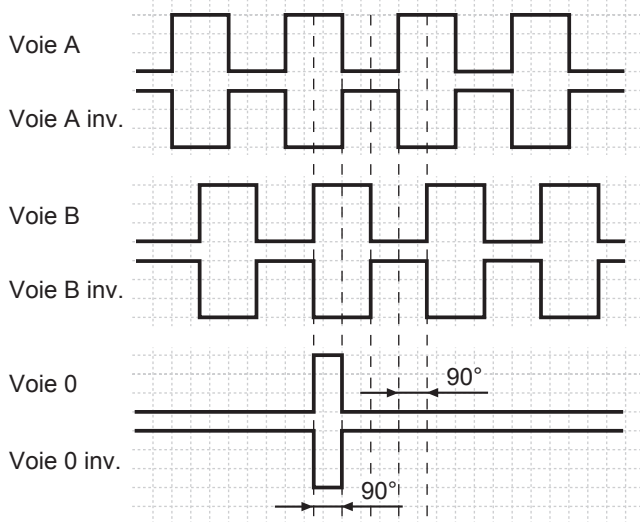 Voie A
Voie A inv.
Voie B
Voie B inv.
Voie 0
90°
Voie 0 inv.
90°